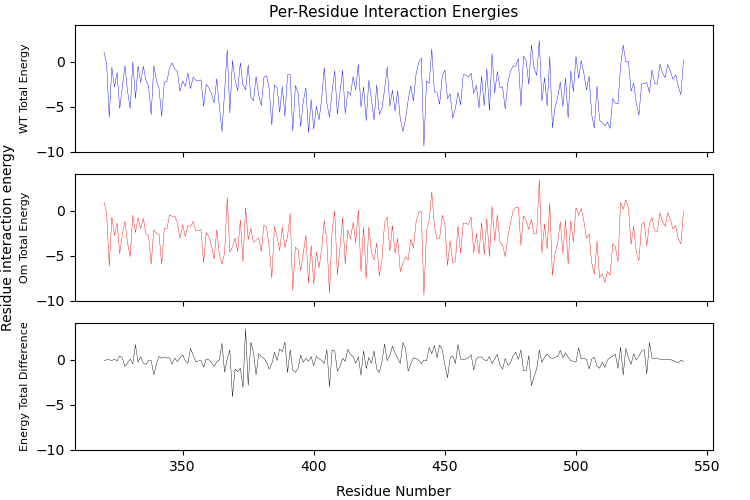 Per-Residue Interaction Energies
Residue interaction energy
WT Total Energy
0
−5
−10
Om Total Energy
0
−5
−10
Energy Total Difference
0
−5
−10
350 400 450 500 550
Residue Number